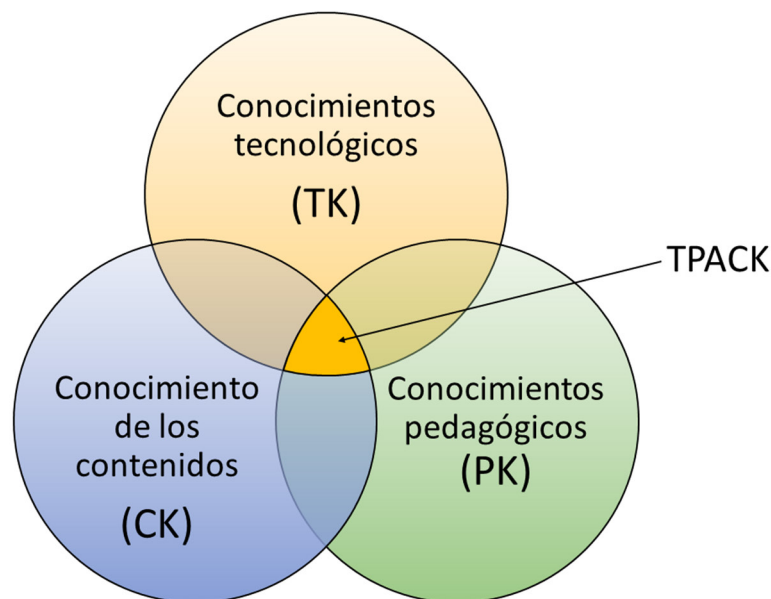 Conocimientos
tecnológicos
(TK)
TPACK
Conocimiento
de los
contenidos
(CK)
Conocimientos
pedagógicos
(PK)